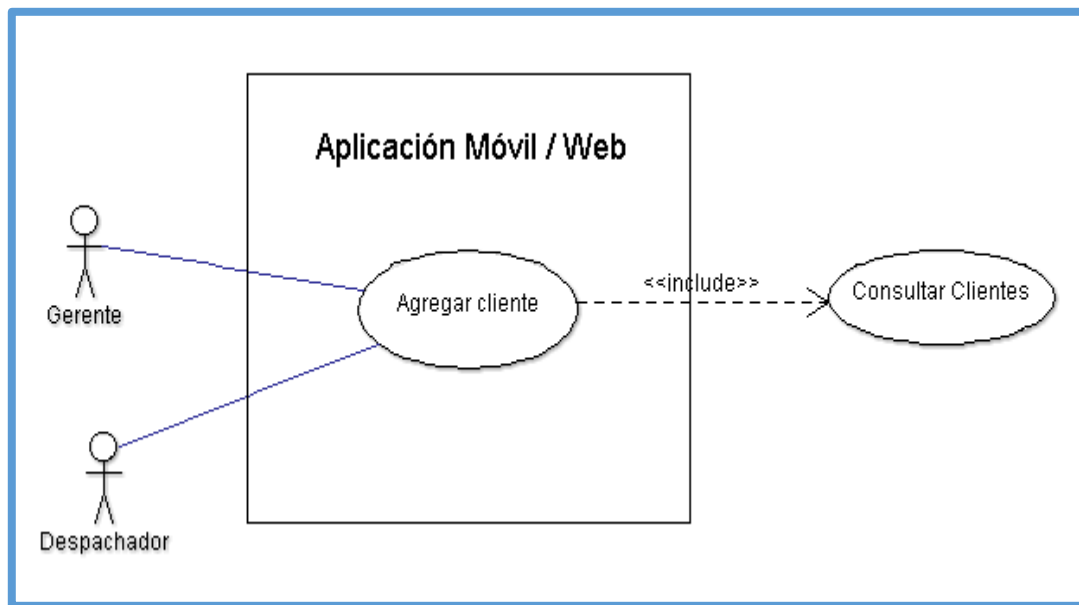 Aplicación Móvil / Web
Gerente
Agregar cliente
<<include>>
Consultar Clientes
Despachador